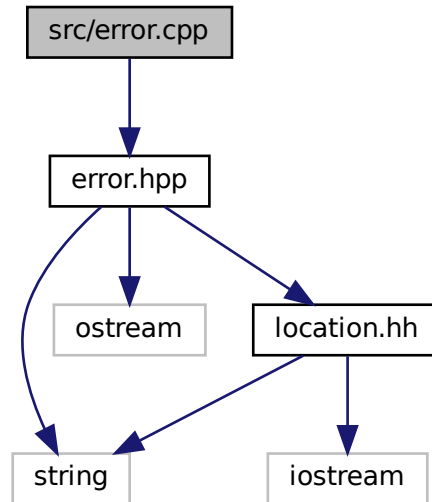 src/error.cpp
error.hpp
ostream
location.hh
string
iostream